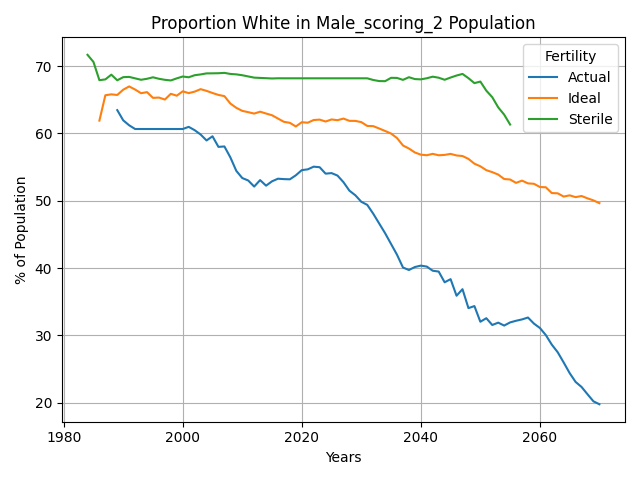 Proportion White in Male_scoring_2 Population
% of Population
70
60
50
40
30
20
Fertility
Actual
Ideal
Sterile
1980
2000
2020
2040
2060
Years